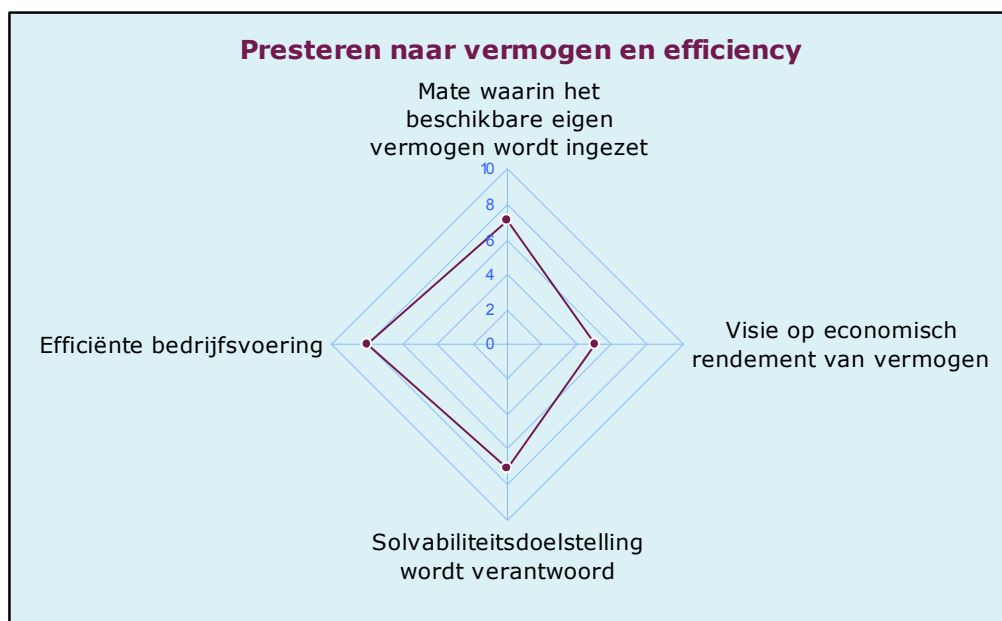 Presteren naar vermogen en efficiency
Mate waarin het
beschikbare eigen
vermogen wordt ingezet
10
8
6
4
2
0
Efficiënte bedrijfsvoering
Visie op economisch
rendement van vermogen
Solvabiliteitsdoelstelling
wordt verantwoord